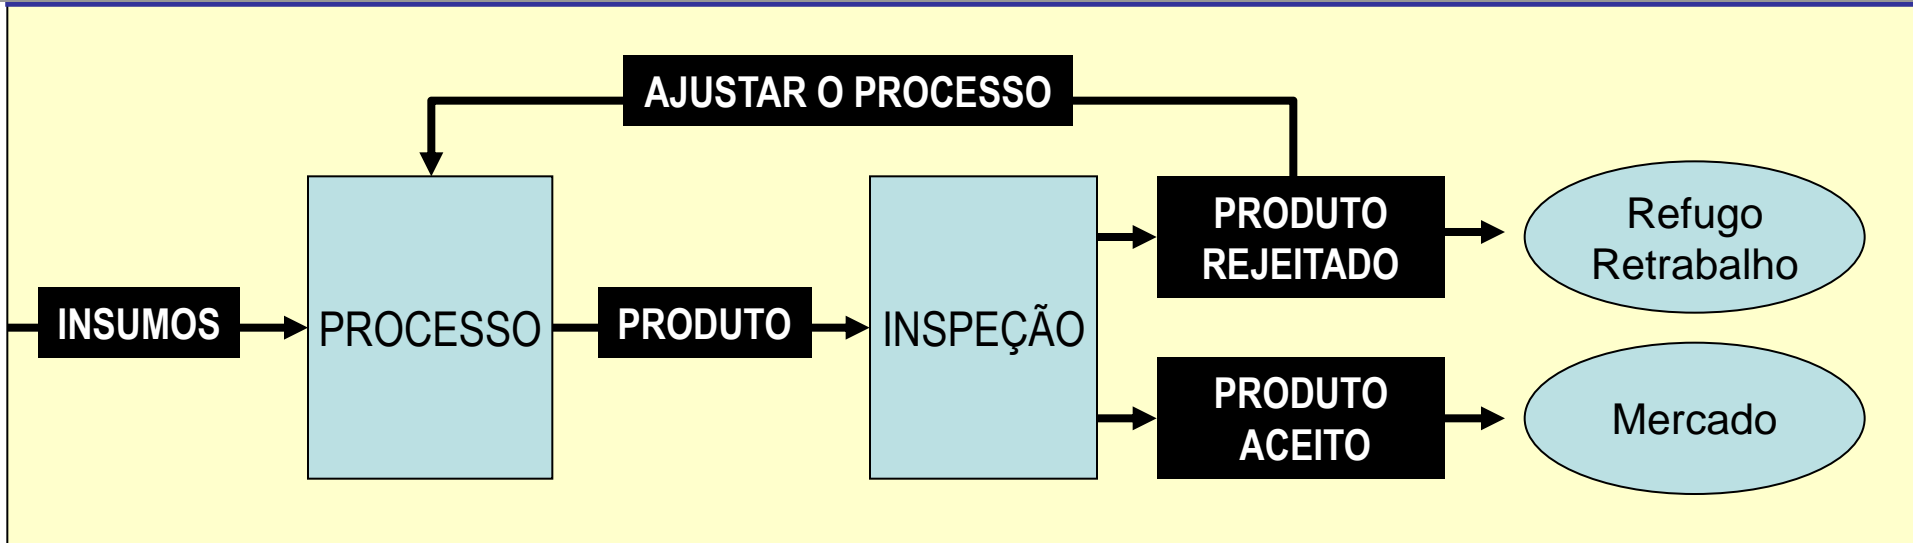 AJUSTAR O PROCESSO
INSUMOS
PROCESSO
PRODUTO
INSPEÇÃO
PRODUTO
REJEITADO
Refugo
Retrabalho
PRODUTO
ACEITO
Mercado